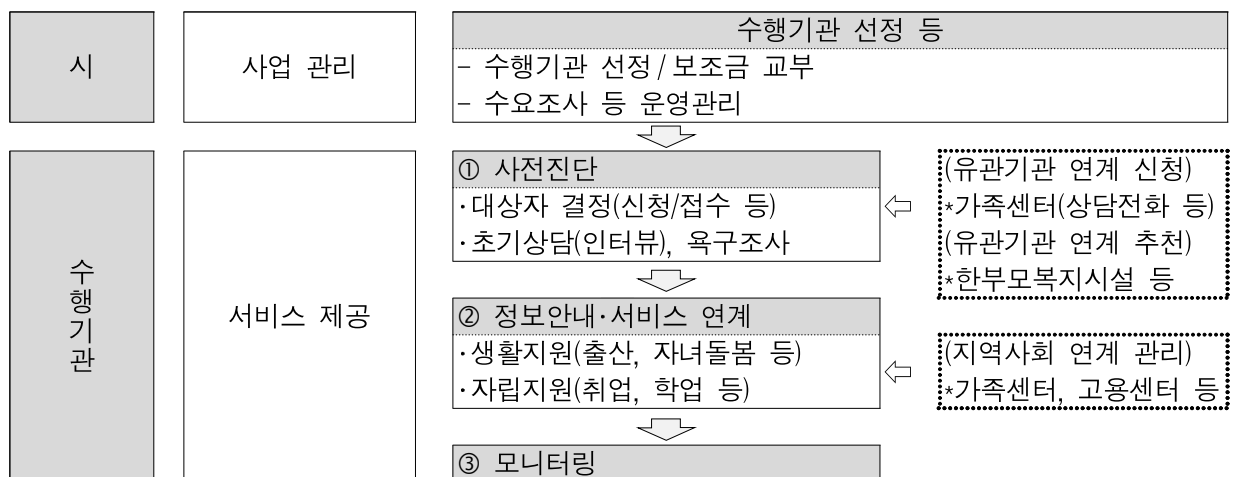 시
사업 관리
수행기관 선정 등
- 수행기관 선정/보조금 교부
- 수요조사 등 운영관리
수행기관
서비스 제공
① 사전진단
·대상자 결정(신청/접수 등)
·초기상담(인터뷰), 욕구조사
(유관기관 연계 신청)
*가족센터(상담전화 등)
(유관기관 연계 추천)
*한부모복지시설 등
② 정보안내·서비스 연계
·생활지원(출산, 자녀돌봄 등)
·자립지원(취업, 학업 등)
(지역사회 연계 관리)
*가족센터, 고용센터 등
③ 모니터링